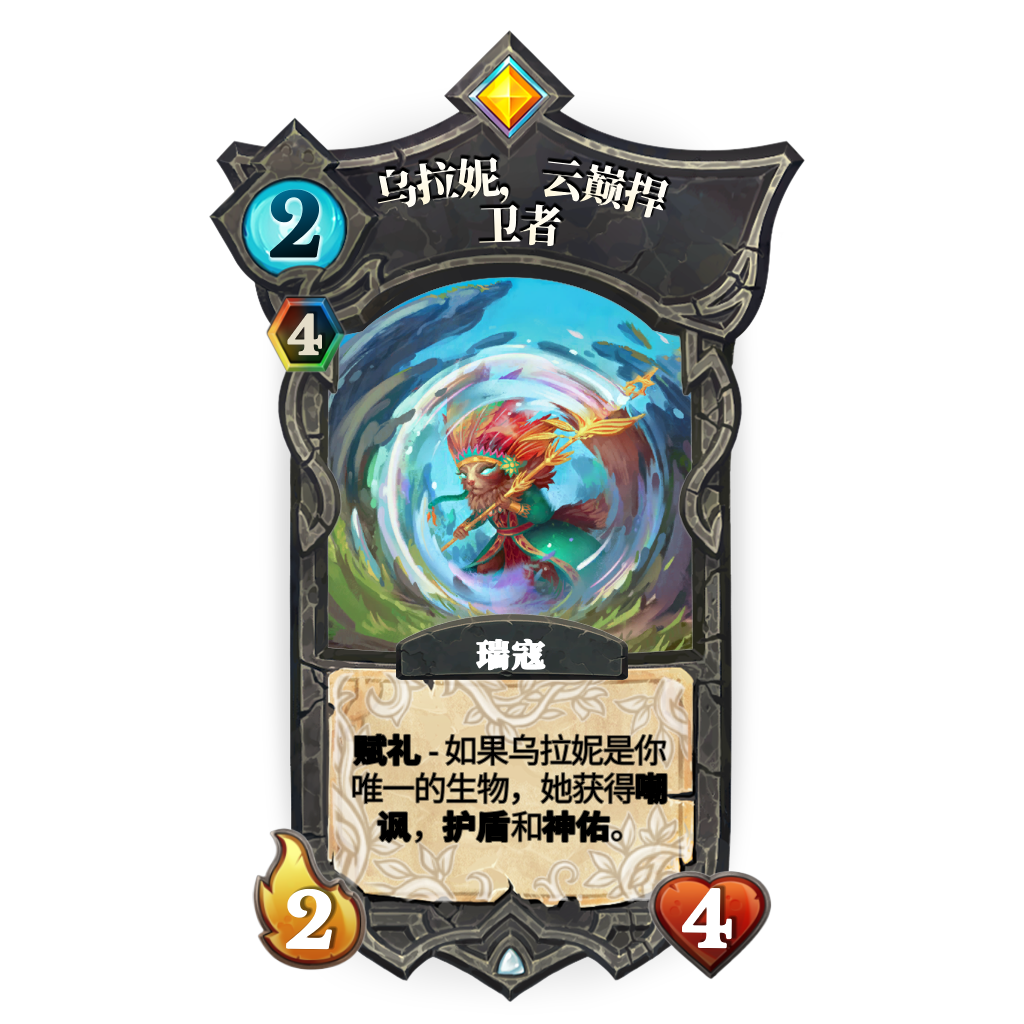 2
乌拉妮，云巅捍
卫者
4
瑞寇
赋礼 - 如果乌拉妮是你
唯一的生物，她获得嘲
讽，护盾和神佑。
2
4